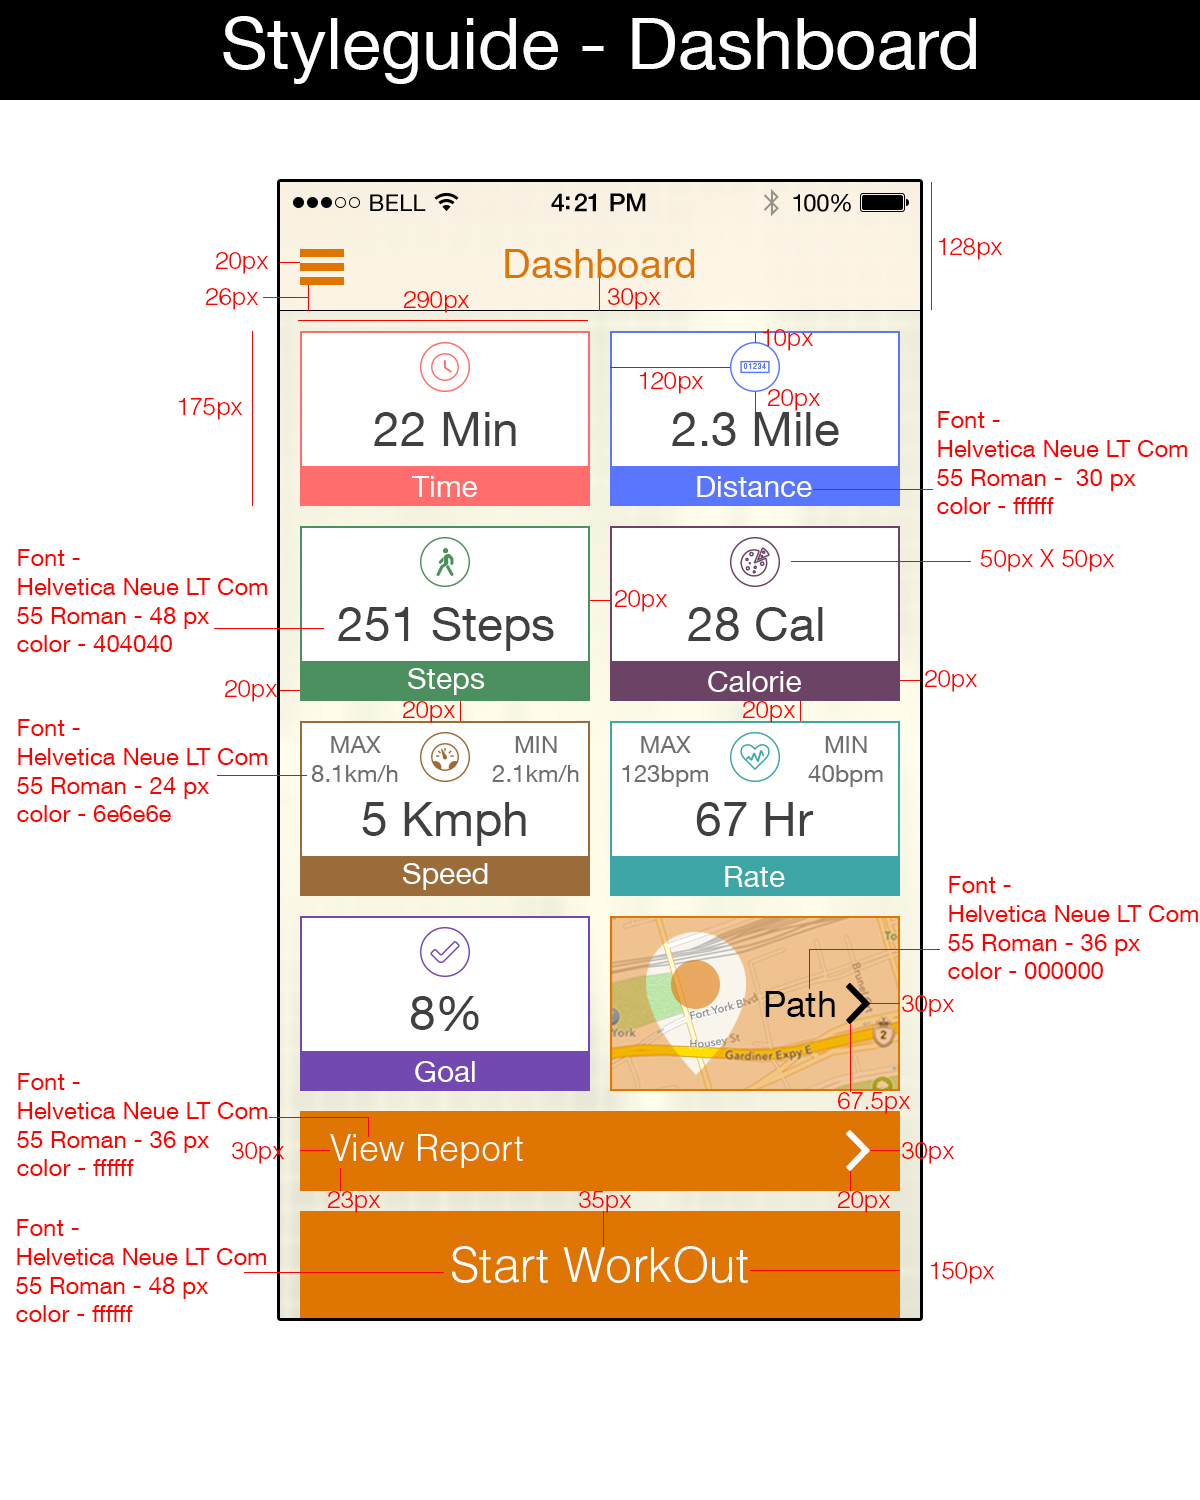 Styleguide - Dashboard
BELL
4:21 PM
100%
128px
20px
Dashboard
26px
290px
30px
10px
01234
120px
175px
20px
22 Min
2.3 Mile
Time
Distance
Font -
Helvetica Neue LT Com
55 Roman -  30 px
color - ffffff
Font -
Helvetica Neue LT Com
55 Roman - 48 px
color - 404040
50px X 50px
20px
251 Steps
28 Cal
Steps
Calorie
20px
20px
20px
20px
Font -
Helvetica Neue LT Com
55 Roman - 24 px
color - 6e6e6e
MAX
8.1km/h
MIN
2.1km/h
MAX
123bpm
MIN
40bpm
5 Kmph
67 Hr
Speed
Rate
Font -
Helvetica Neue LT Com
55 Roman - 36 px
color - 000000
8%
Goal
To
Path
30px
Fort York Blvd
York
Housey St
Gardiner Expy E
2
67.5px
Font -
Helvetica Neue LT Com
55 Roman - 36 px
color - ffffff
30px
View Report
30px
23px
35px
20px
Font -
Helvetica Neue LT Com
55 Roman - 48 px
color - ffffff
Start WorkOut
150px